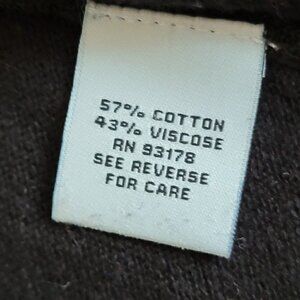 57% COTTON
43% VISCOSE
RN 93178
SEE REVERSE
FOR CARE